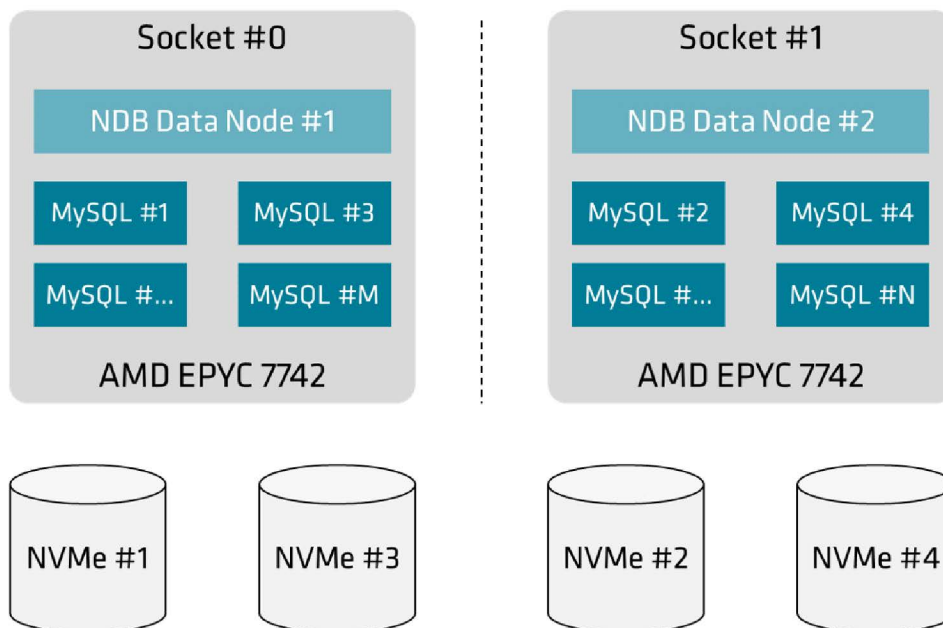 Socket #0
NDB Data Node #1
MySQL #1
MySQL #3
MySQL #...
MySQL #M
AMD EPYC 7742
Socket #1
NDB Data Node #2
MySQL #2
MySQL #4
MySQL #...
MySQL #N
AMD EPYC 7742
NVMe #1
NVMe #3
NVMe #2
NVMe #4